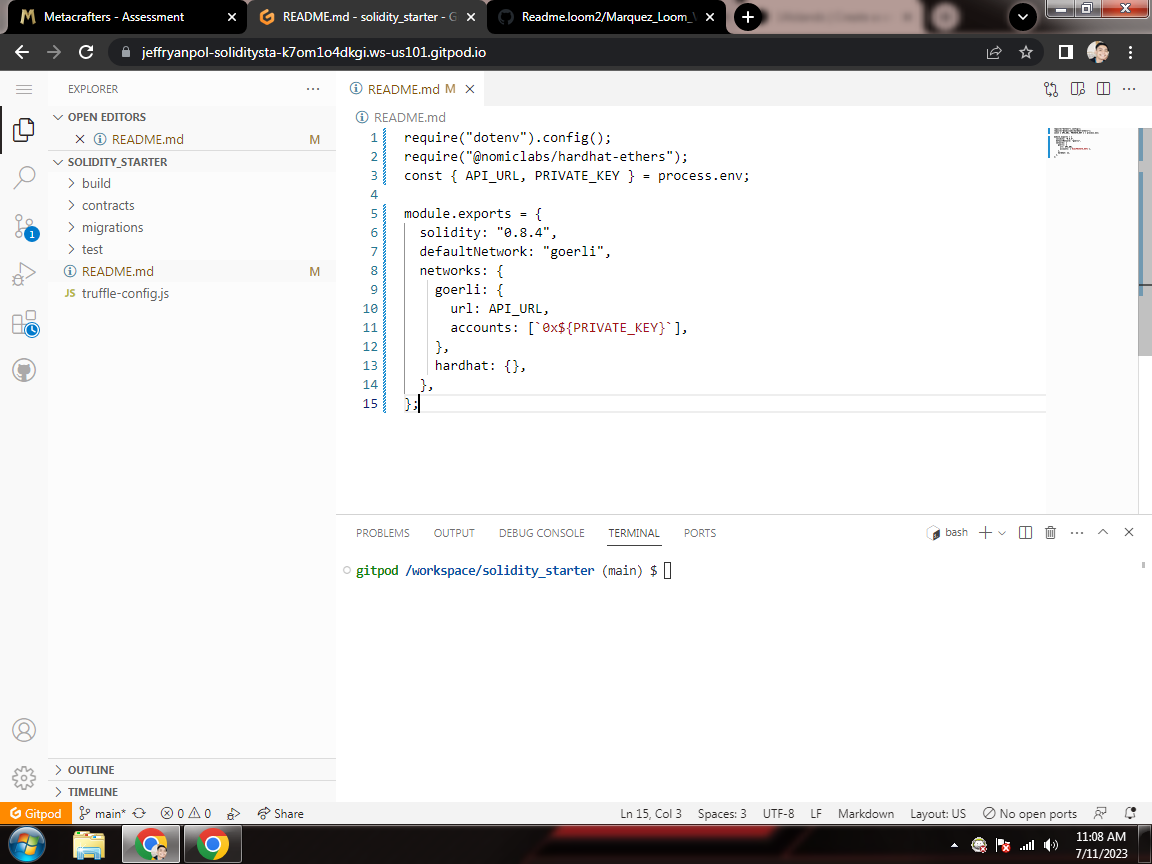 Metacrafters - Assessment
README.md - solidity_starter - G
Readme.loom2/Marquez_Loom_
jeffryanpol-soliditysta-k7om1o4dkgi.ws-us101.gitpod.io
EXPLORER
README.md M
OPEN EDITORS
README.md M
SOLIDITY_STARTER
build
contracts
migrations
test
README.md M
JS truffle-config.js
OUTLINE
TIMELINE
1
README.md
1 require("dotenv").config();
2 require("@nomiclabs/hardhat-ethers");
3 const { API_URL, PRIVATE_KEY } = process.env;
4
5 module.exports = {
6 solidity: "0.8.4",
7 defaultNetwork: "goerli",
8 networks: {
9 goerli: {
10 url: API_URL,
11 accounts: [`0x${PRIVATE_KEY}`],
12 },
13 hardhat: {},
14 },
15 };
PROBLEMS OUTPUT DEBUG CONSOLE TERMINAL PORTS bash
gitpod /workspace/solidity_starter (main) $
Gitpod main* 0 0 Share Ln 15, Col 3 Spaces: 3 UTF-8 LF Markdown Layout: US No open ports
11:08 AM
7/11/2023